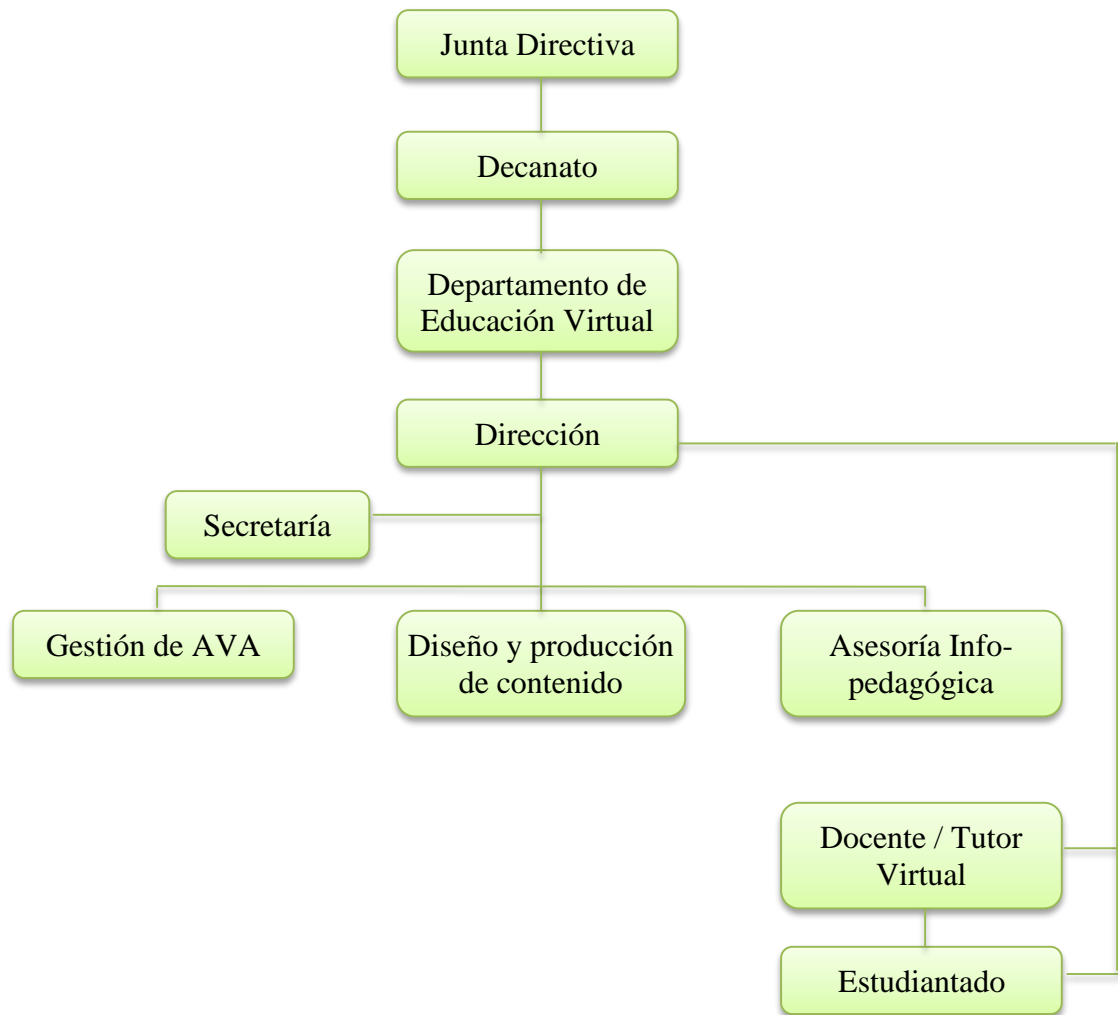 Junta Directiva
Decanato
Departamento de
Educación Virtual
Dirección
Secretaría
Gestión de AVA
Diseño y producción
de contenido
Asesoría Info-
pedagógica
Docente / Tutor
Virtual
Estudiantado